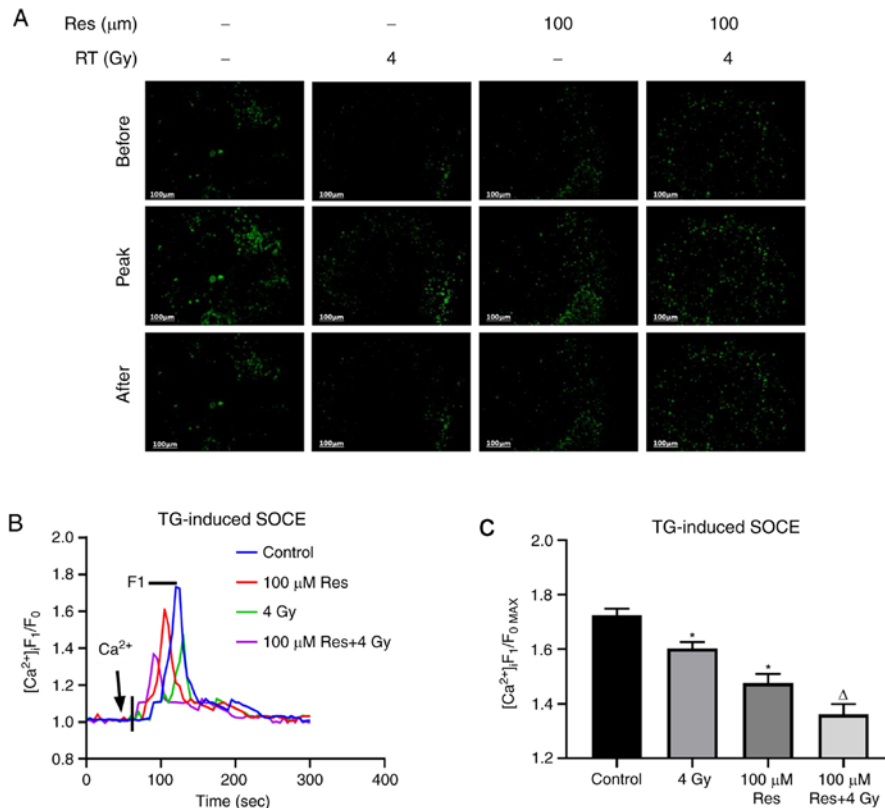 A
Res (μm) – – 100 100
RT (Gy) – 4 – 4
Before
100μm 100μm 100μm 100μm
Peak
100μm 100μm 100μm 100μm
After
100μm 100μm 100μm 100μm
B
TG-induced SOCE
[Ca²⁺]ᵢF₁/F₀
2.0
1.8
1.6
1.4
1.2
1.0
0.8
F1
Ca²⁺
Control
100 μM Res
4 Gy
100 μM Res+4 Gy
0 100 200 300 400
Time (sec)
C
TG-induced SOCE
[Ca²⁺]ᵢF₁/F₀ MAX
2.0
1.8
1.6
1.4
1.2
* * Δ
Control 4 Gy 100 μM Res 100 μM Res+4 Gy